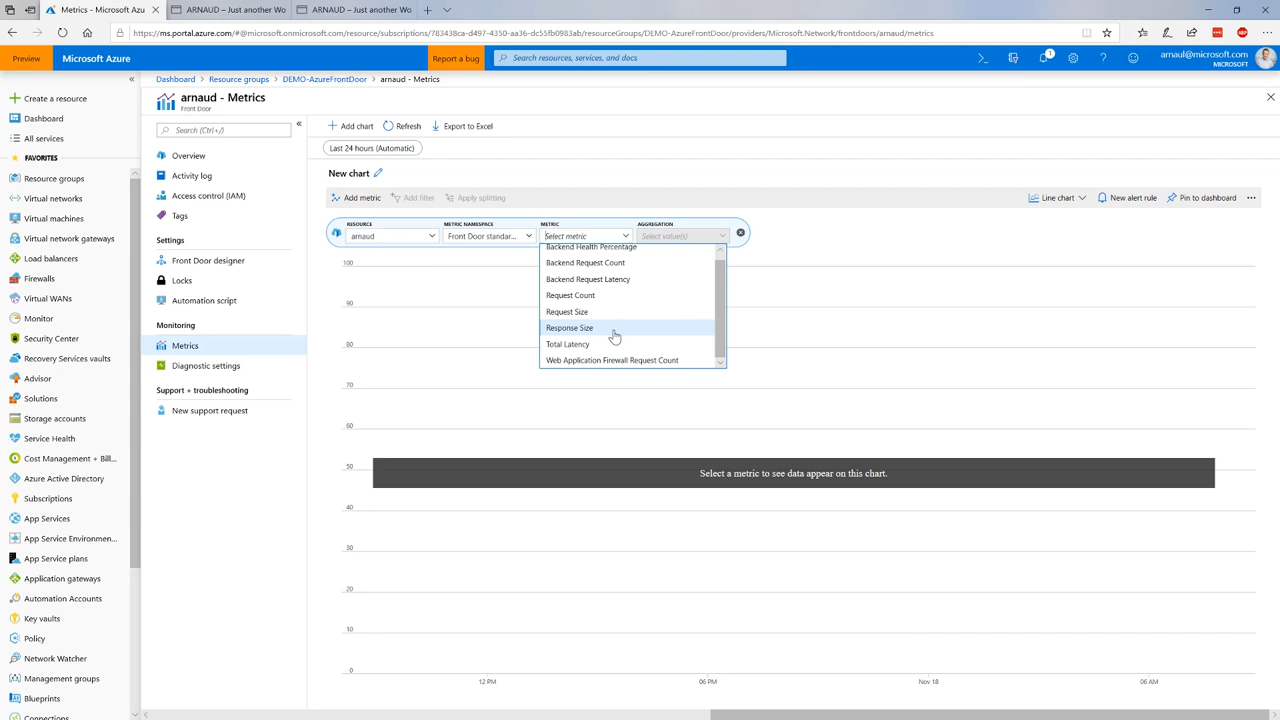 Metrics - Microsoft Azu
ARNAUD – Just another Wo
ARNAUD – Just another Wo
https://ms.portal.azure.com/#@microsoft.onmicrosoft.com/resource/subscriptions/783438ca-d497-4350-aa36-dc55fb0983ab/resourceGroups/DEMO-AzureFrontDoor/providers/Microsoft.Network/frontdoors/arnaud/metrics
Preview
Microsoft Azure
Report a bug
Search resources, services, and docs
1
arnaul@microsoft.com
MICROSOFT
Dashboard
Resource groups
DEMO-AzureFrontDoor
arnaud - Metrics
Create a resource
Dashboard
All services
FAVORITES
Resource groups
Virtual networks
Virtual machines
Virtual network gateways
Load balancers
Firewalls
Virtual WANs
Monitor
Security Center
Recovery Services vaults
Advisor
Solutions
Storage accounts
Service Health
Cost Management + Bill...
Azure Active Directory
Subscriptions
App Services
App Service Environmen...
App Service plans
Application gateways
Automation Accounts
Key vaults
Policy
Network Watcher
Management groups
Blueprints
Connections
arnaud - Metrics
Front Door
Search (Ctrl+/)
Overview
Activity log
Access control (IAM)
Tags
Settings
Front Door designer
Locks
Automation script
Monitoring
Metrics
Diagnostic settings
Support + troubleshooting
New support request
Add chart
Refresh
Export to Excel
Last 24 hours (Automatic)
New chart
Add metric
Add filter
Apply splitting
Line chart
New alert rule
Pin to dashboard
RESOURCE
arnaud
METRIC NAMESPACE
Front Door standar...
METRIC
Select metric
AGGREGATION
Select value(s)
Backend Health Percentage
Backend Request Count
Backend Request Latency
Request Count
Request Size
Response Size
Total Latency
Web Application Firewall Request Count
100
90
80
70
60
50
Select a metric to see data appear on this chart.
40
30
20
10
0
12 PM
06 PM
Nov 18
06 AM